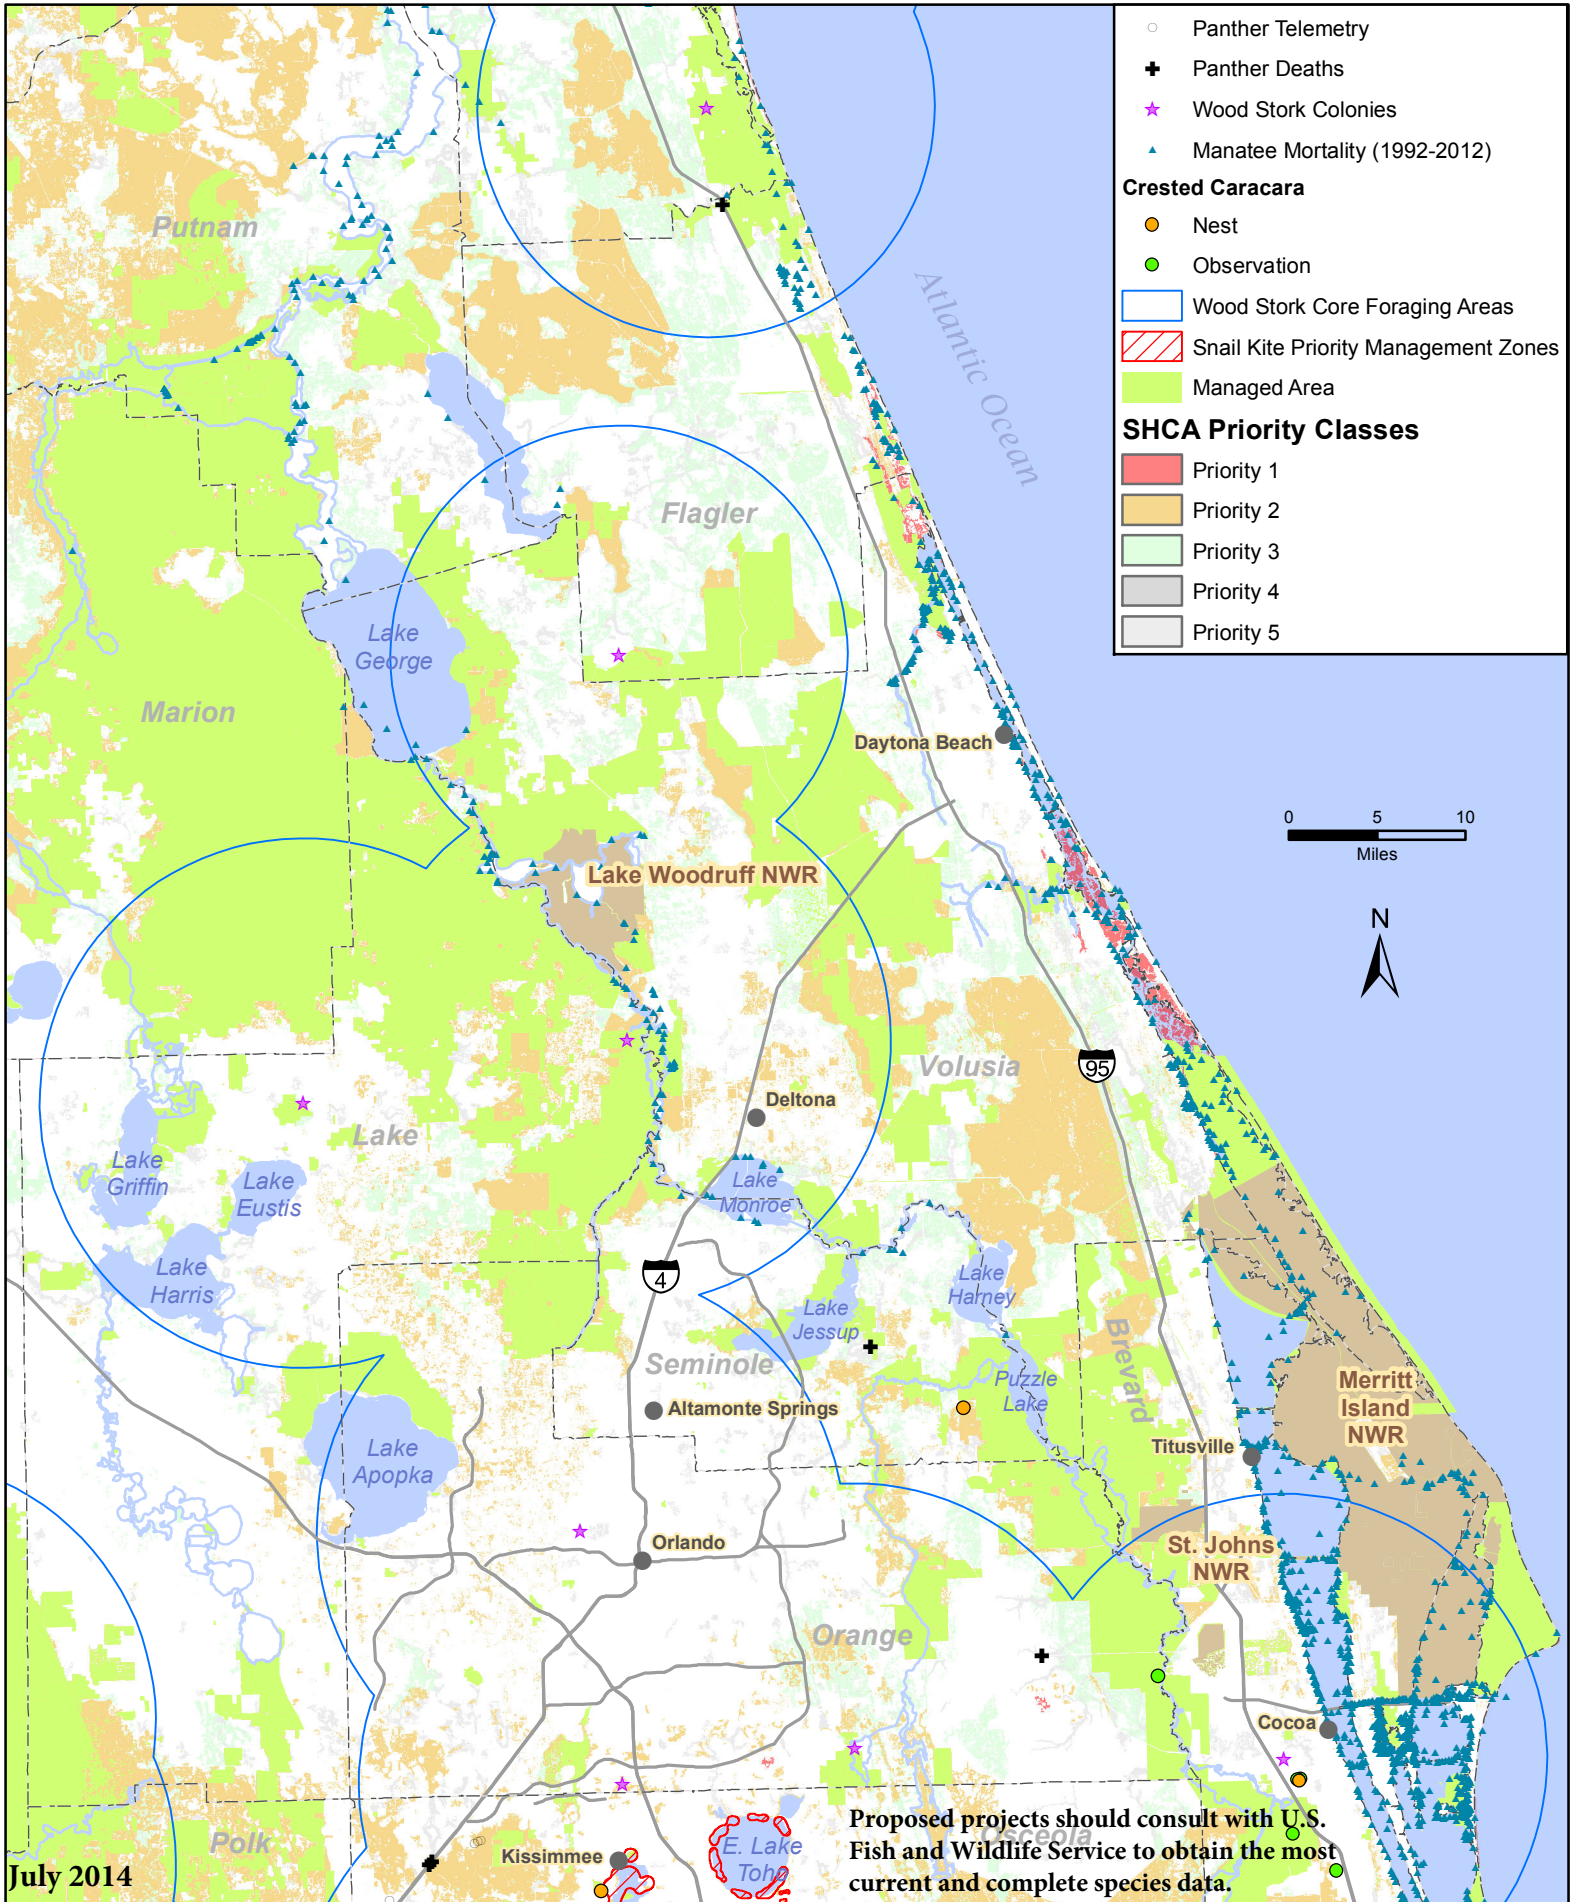 Panther Telemetry
Panther Deaths
Wood Stork Colonies
Manatee Mortality (1992-2012)
Crested Caracara
Nest
Observation
Wood Stork Core Foraging Areas
Snail Kite Priority Management Zones
Managed Area
SHCA Priority Classes
Priority 1
Priority 2
Priority 3
Priority 4
Priority 5
Putnam
Atlantic Ocean
Flagler
Lake
George
Marion
Daytona Beach
0 5 10
Miles
Lake Woodruff NWR
N
Volusia
95
Deltona
Lake
Lake
Griffin
Lake
Eustis
Lake
Monroe
Lake
Harris
4
Lake
Harney
Lake
Jessup
Brevard
Seminole
Puzzle
Lake
Merritt
Island
NWR
Altamonte Springs
Lake
Apopka
Titusville
Orlando
St. Johns
NWR
Orange
Cocoa
Polk
Kissimmee
E. Lake
Toho
Osceola
Proposed projects should consult with U.S.
Fish and Wildlife Service to obtain the most
current and complete species data.
July 2014